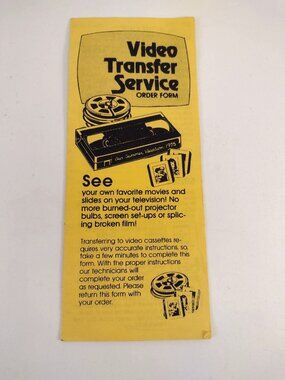 Video
Transfer
Service
ORDER FORM
Our Summer Vacation 1975
See
your own favorite movies and
slides on your television! No
more burned-out projector
bulbs, screen set-ups or splic-
ing broken film!
Transferring to video cassettes re-
quires very accurate instructions, so
take a few minutes to complete this
form. With the proper instructions
our technicians will
complete your order
as requested. Please
return this form with
your order.